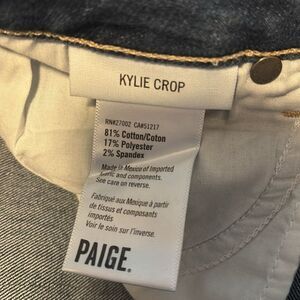 KYLIE CROP
RN#27002 CA#51217
81% Cotton/Coton
17% Polyester
2% Spandex
Made in Mexico of imported
fabric and components.
See care on reverse.
Fabriqué aux Mexique à partir
de tissus et composants
importés
Voir le soin sur l'inverse.
PAIGE.